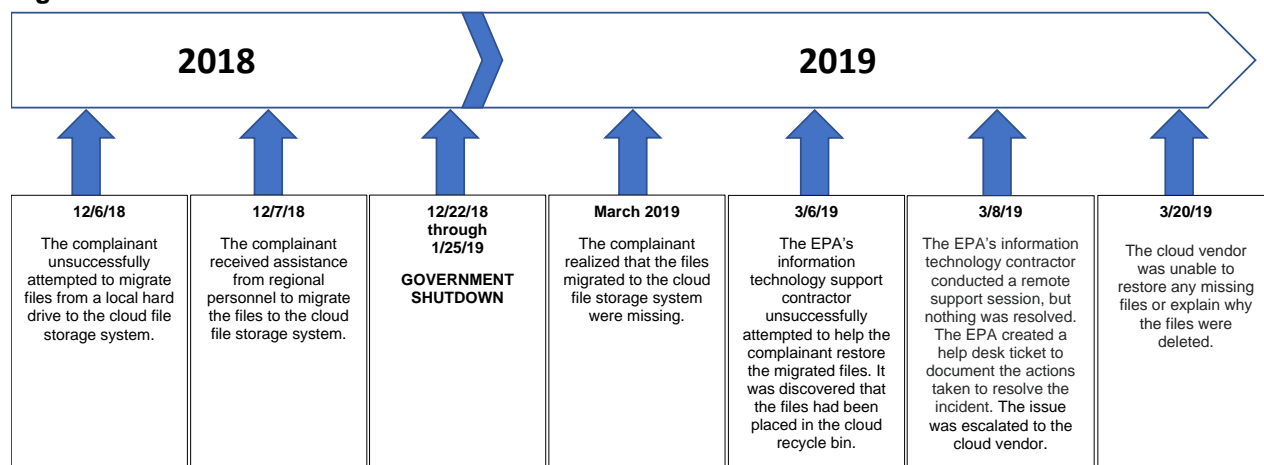 2018
2019
12/6/18
The complainant
unsuccessfully
attempted to migrate
files from a local hard
drive to the cloud file
storage system.
12/7/18
The complainant
received assistance
from regional
personnel to migrate
the files to the cloud
file storage system.
12/22/18
through
1/25/19
GOVERNMENT
SHUTDOWN
March 2019
The complainant
realized that the files
migrated to the cloud
file storage system
were missing.
3/6/19
The EPA’s
information
technology support
contractor
unsuccessfully
attempted to help the
complainant restore
the migrated files. It
was discovered that
the files had been
placed in the cloud
recycle bin.
3/8/19
The EPA’s information
technology contractor
conducted a remote
support session, but
nothing was resolved.
The EPA created a
help desk ticket to
document the actions
taken to resolve the
incident. The issue
was escalated to the
cloud vendor.
3/20/19
The cloud vendor
was unable to
restore any missing
files or explain why
the files were
deleted.